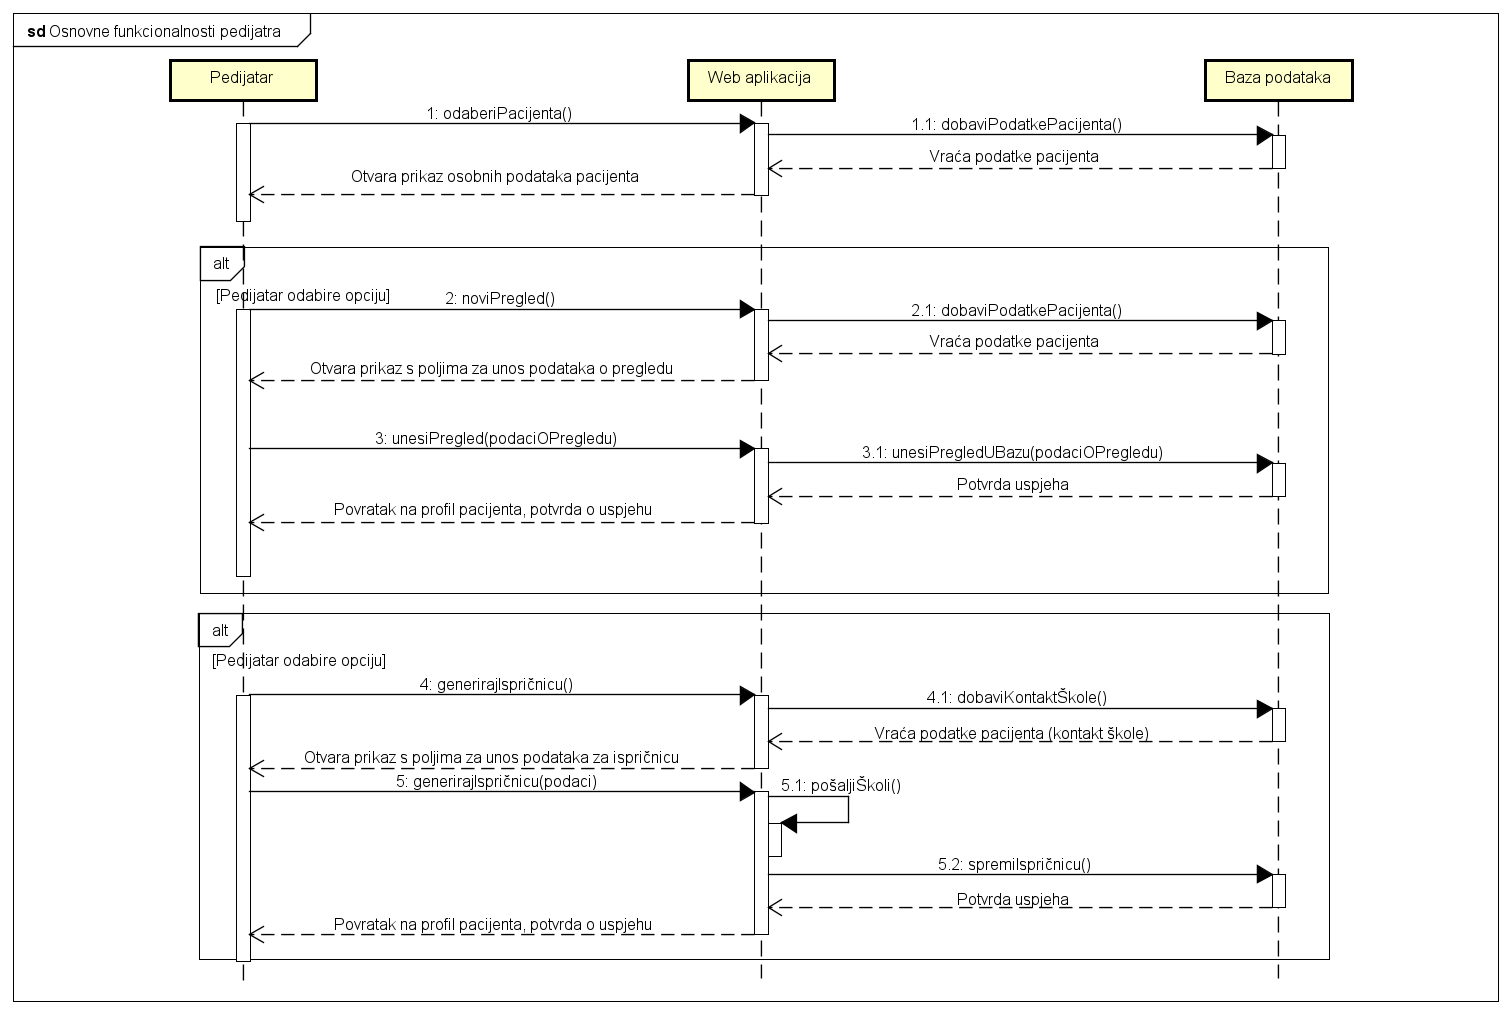 sd Osnovne funkcionalnosti pedijatra
Pedijatar
Web aplikacija
Baza podataka
1: odaberiPacijenta()
1.1: dobaviPodatkePacijenta()
Vraća podatke pacijenta
Otvara prikaz osobnih podataka pacijenta
alt
[Pedijatar odabire opciju]
2: noviPregled()
2.1: dobaviPodatkePacijenta()
Vraća podatke pacijenta
Otvara prikaz s poljima za unos podataka o pregledu
3: unesiPregled(podaciOPregledu)
3.1: unesiPregledUBazu(podaciOPregledu)
Potvrda uspjeha
Povratak na profil pacijenta, potvrda o uspjehu
alt
[Pedijatar odabire opciju]
4: generirajIspričnicu()
4.1: dobaviKontaktŠkole()
Vraća podatke pacijenta (kontakt škole)
Otvara prikaz s poljima za unos podataka za ispričnicu
5: generirajIspričnicu(podaci)
5.1: pošaljiŠkoli()
5.2: spremiIspričnicu()
Potvrda uspjeha
Povratak na profil pacijenta, potvrda o uspjehu